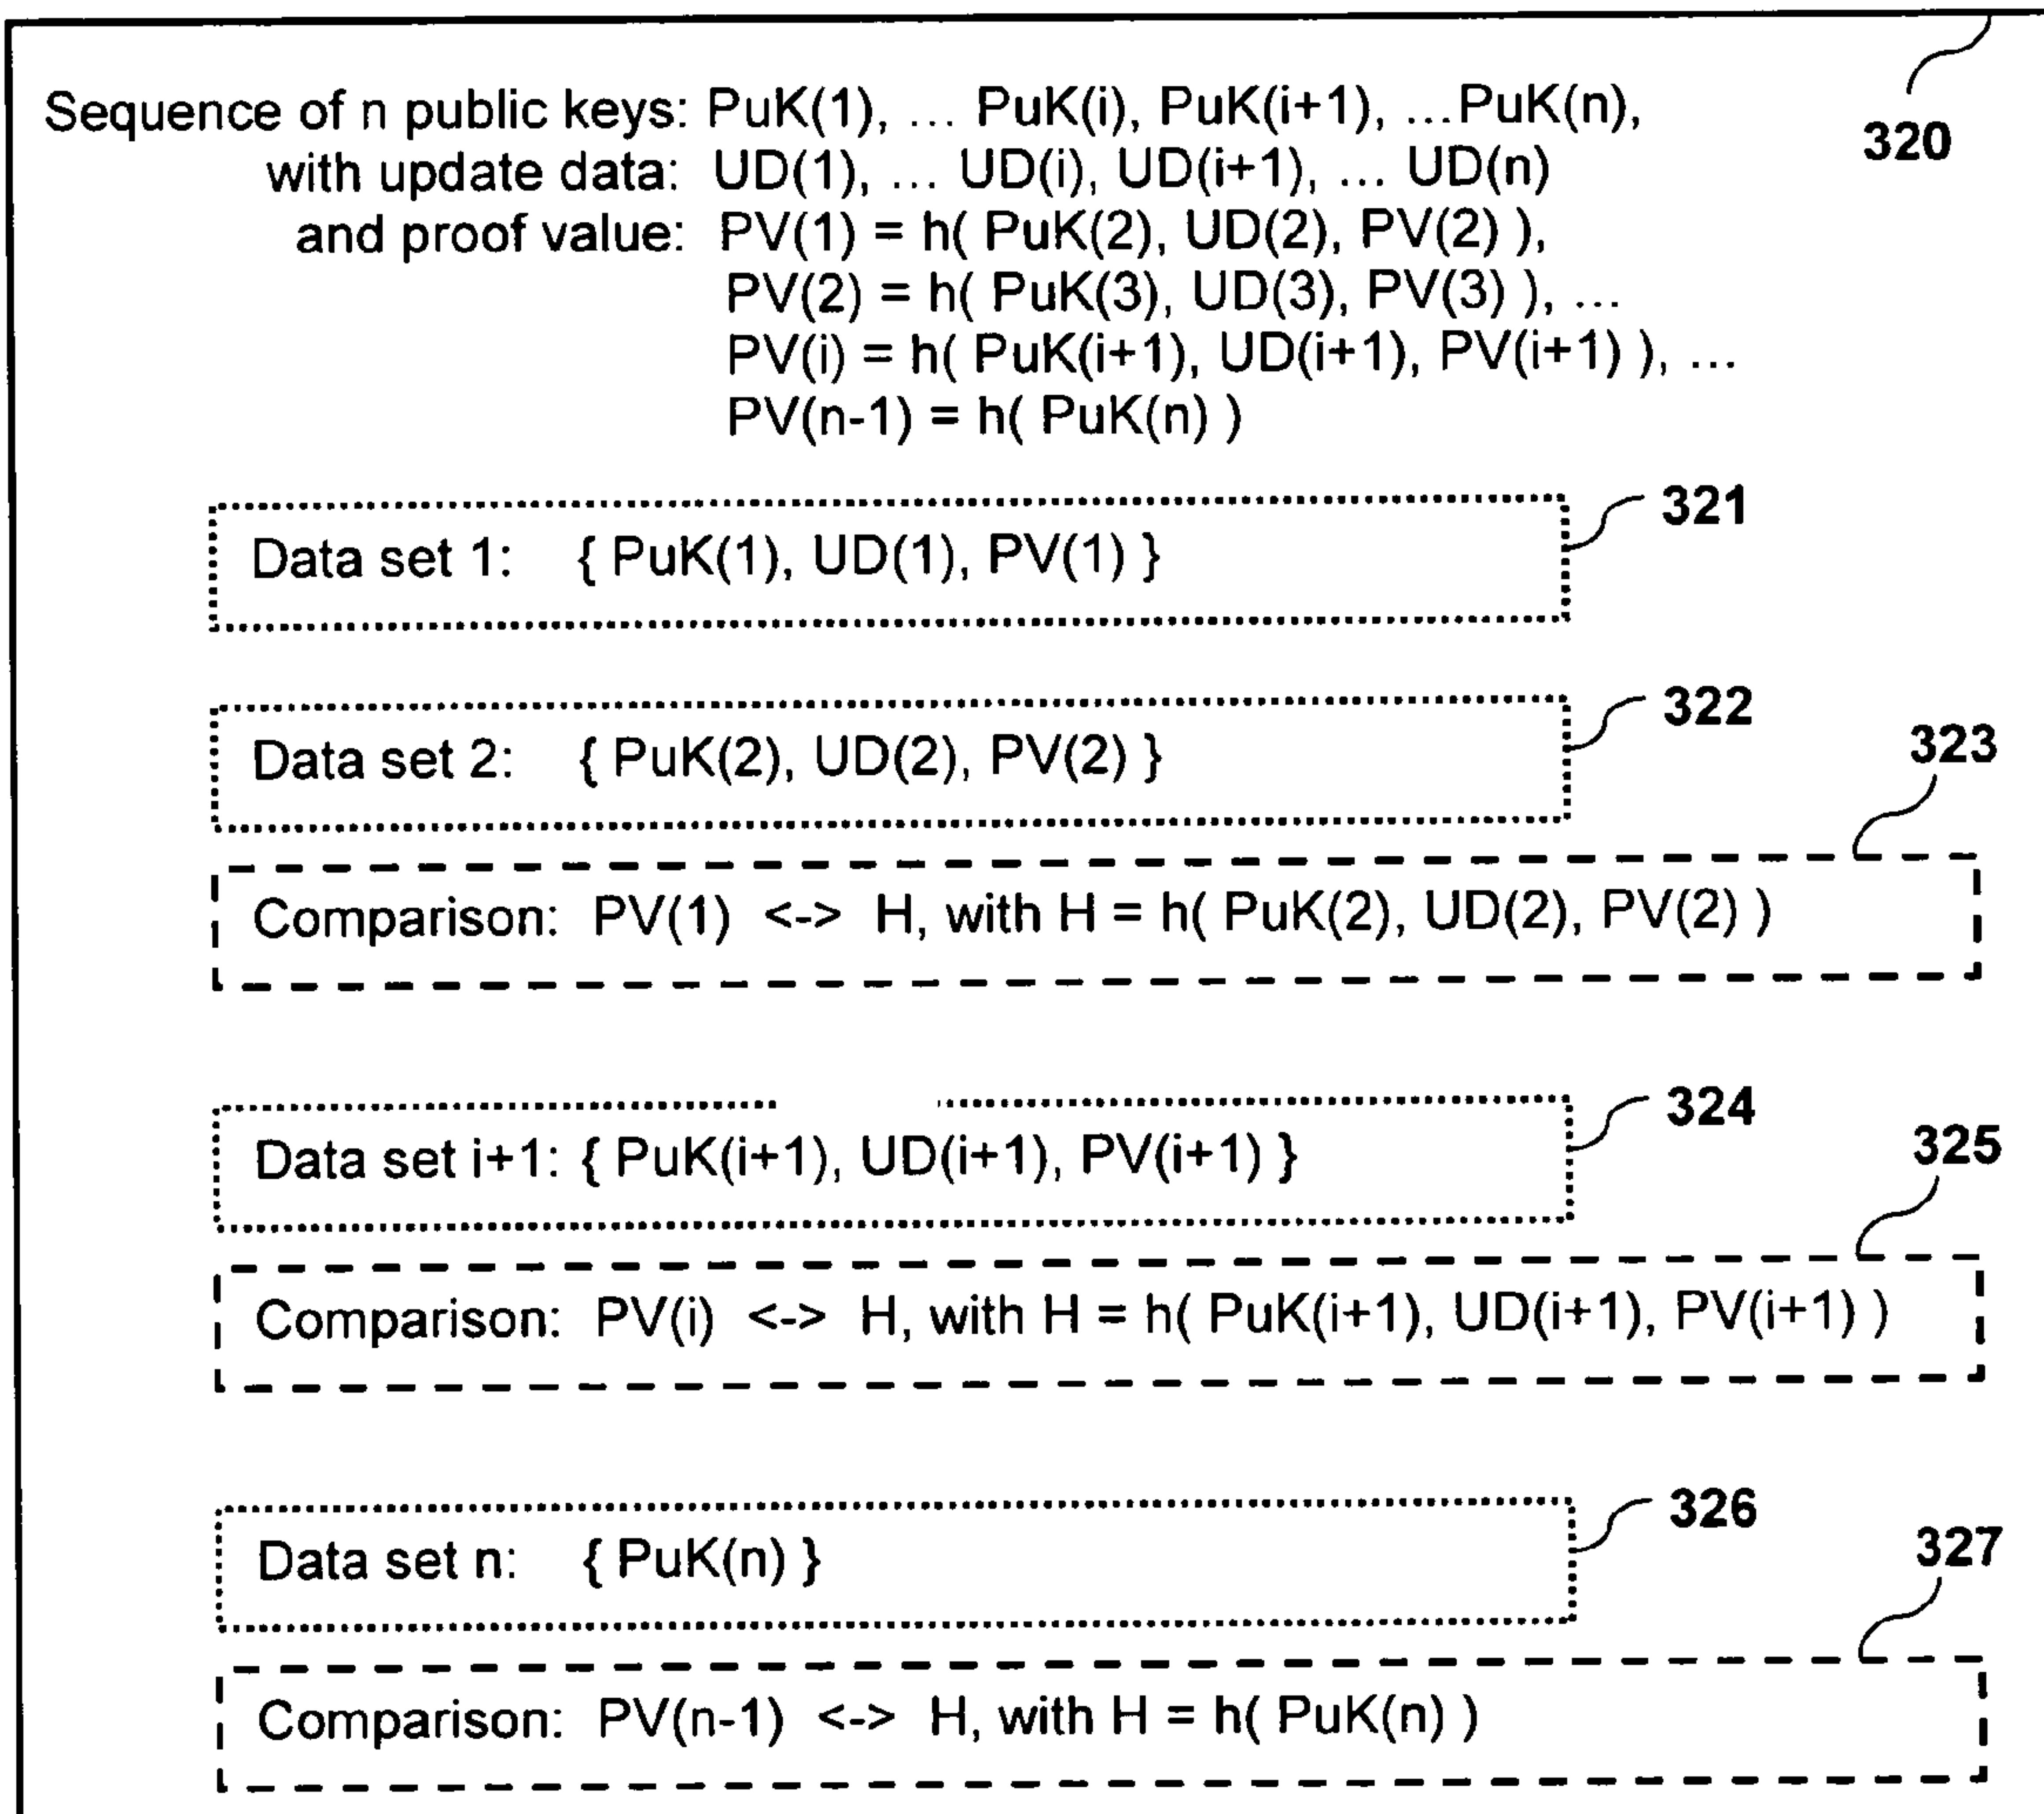 Sequence of n public keys: PuK(1), ... PuK(i), PuK(i+1), ...PuK(n),
320
with update data: UD(1), ... UD(i), UD(i+1), ... UD(n)
and proof value: PV(1) = h( PuK(2), UD(2), PV(2) ),
PV(2) = h( PuK(3), UD(3), PV(3) ), ...
PV(i) = h( PuK(i+1), UD(i+1), PV(i+1) ), ...
PV(n-1) = h( PuK(n) )
321
Data set 1: { PuK(1), UD(1), PV(1) }
322
Data set 2: { PuK(2), UD(2), PV(2) }
323
Comparison: PV(1) <-> H, with H = h( PuK(2), UD(2), PV(2) )
324
Data set i+1: { PuK(i+1), UD(i+1), PV(i+1) }
325
Comparison: PV(i) <-> H, with H = h( PuK(i+1), UD(i+1), PV(i+1) )
326
Data set n: { PuK(n) }
327
Comparison: PV(n-1) <-> H, with H = h( PuK(n) )